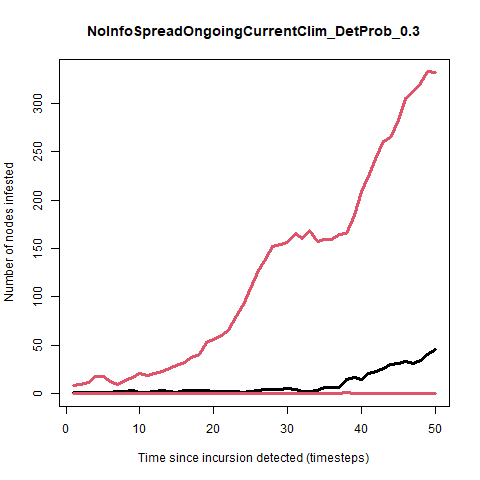 NoInfoSpreadOngoingCurrentClim_DetProb_0.3
Number of nodes infested
300
250
200
150
100
50
0
0 10 20 30 40 50
Time since incursion detected (timesteps)